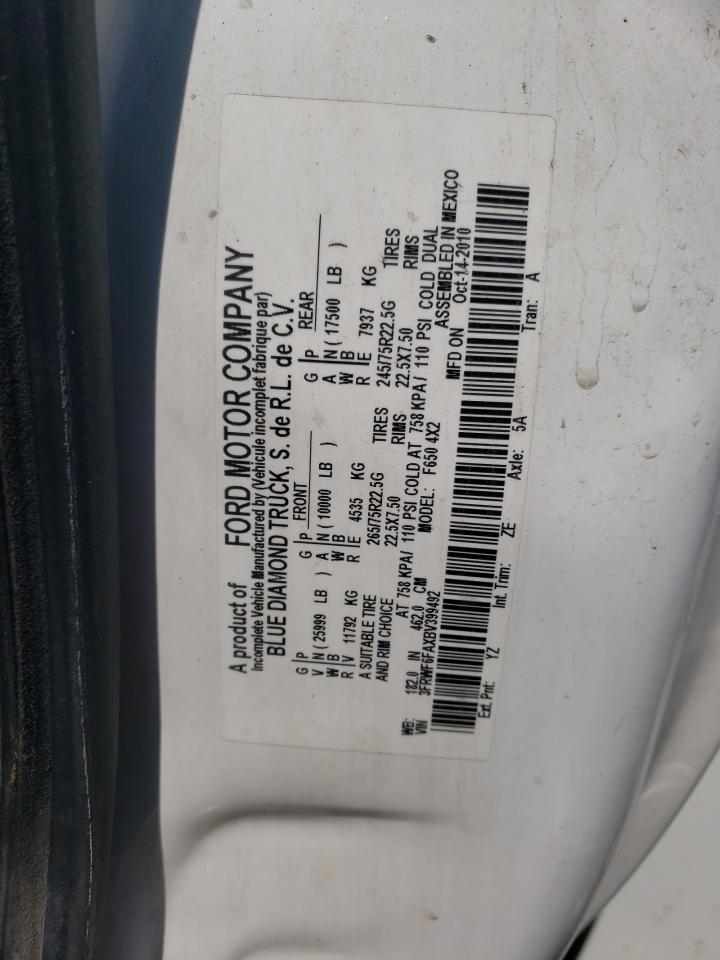 A product of FORD MOTOR COMPANY
Incomplete Vehicle Manufactured by (Vehicule incomplet fabrique par)
BLUE DIAMOND TRUCK, S. de R.L. de C.V.
G P G P FRONT G P REAR
V N ( 25999 LB ) A N ( 10000 LB ) A N ( 17500 LB )
W B W B W B
R V 11792 KG R E 4535 KG R E 7937 KG
A SUITABLE TIRE 265/75R22.5G TIRES 245/75R22.5G TIRES
AND RIM CHOICE 22.5X7.50 RIMS 22.5X7.50 RIMS
AT 758 KPA/ 110 PSI COLD AT 758 KPA/ 110 PSI COLD DUAL
WB: 182.0 IN 462.0 CM MODEL: F650 4X2 ASSEMBLED IN MEXICO
VIN 3FRWF6FAXBV399492 MFD ON Oct-14-2010
Ext. Pnt: YZ Int. Trim: ZE Axle: 5A Tran: A